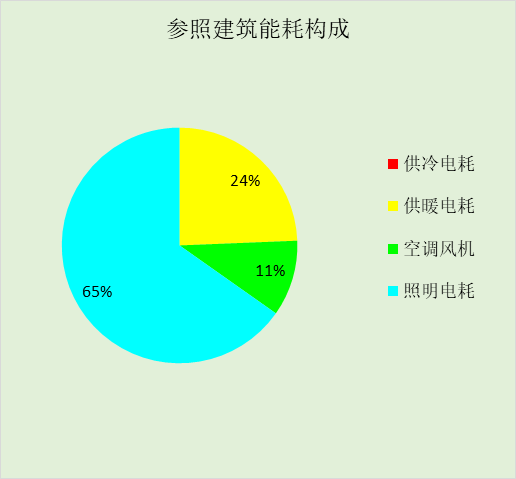 参照建筑能耗构成
24%
11%
65%
供冷电耗
供暖电耗
空调风机
照明电耗